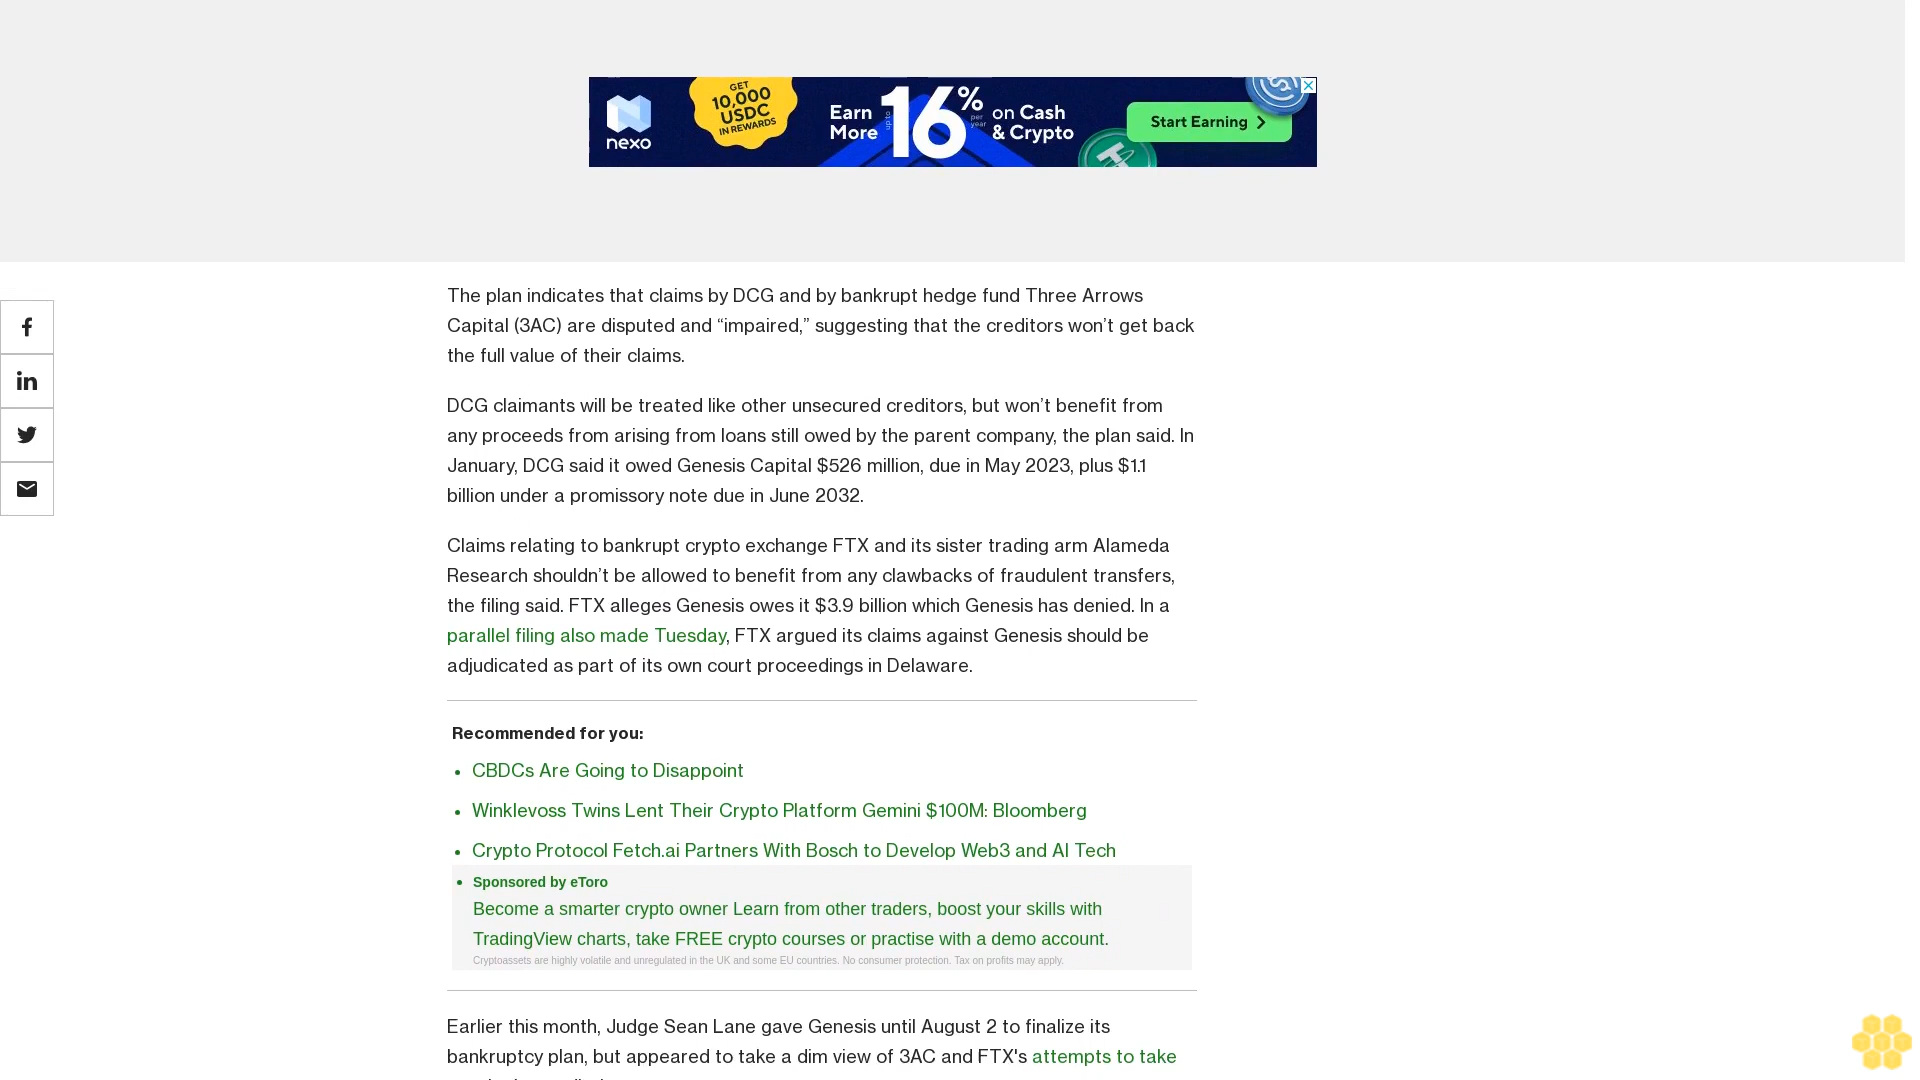 GET
10,000
USDC
IN REWARDS
nexo
Earn
More
up to
16%
per
year
on Cash
& Crypto
Start Earning
The plan indicates that claims by DCG and by bankrupt hedge fund Three Arrows
Capital (3AC) are disputed and “impaired,” suggesting that the creditors won’t get back
the full value of their claims.
DCG claimants will be treated like other unsecured creditors, but won’t benefit from
any proceeds from arising from loans still owed by the parent company, the plan said. In
January, DCG said it owed Genesis Capital $526 million, due in May 2023, plus $1.1
billion under a promissory note due in June 2032.
Claims relating to bankrupt crypto exchange FTX and its sister trading arm Alameda
Research shouldn’t be allowed to benefit from any clawbacks of fraudulent transfers,
the filing said. FTX alleges Genesis owes it $3.9 billion which Genesis has denied. In a
parallel filing also made Tuesday, FTX argued its claims against Genesis should be
adjudicated as part of its own court proceedings in Delaware.
Recommended for you:
• CBDCs Are Going to Disappoint
• Winklevoss Twins Lent Their Crypto Platform Gemini $100M: Bloomberg
• Crypto Protocol Fetch.ai Partners With Bosch to Develop Web3 and AI Tech
• Sponsored by eToro
Become a smarter crypto owner Learn from other traders, boost your skills with
TradingView charts, take FREE crypto courses or practise with a demo account.
Cryptoassets are highly volatile and unregulated in the UK and some EU countries. No consumer protection. Tax on profits may apply.
Earlier this month, Judge Sean Lane gave Genesis until August 2 to finalize its
bankruptcy plan, but appeared to take a dim view of 3AC and FTX's attempts to take